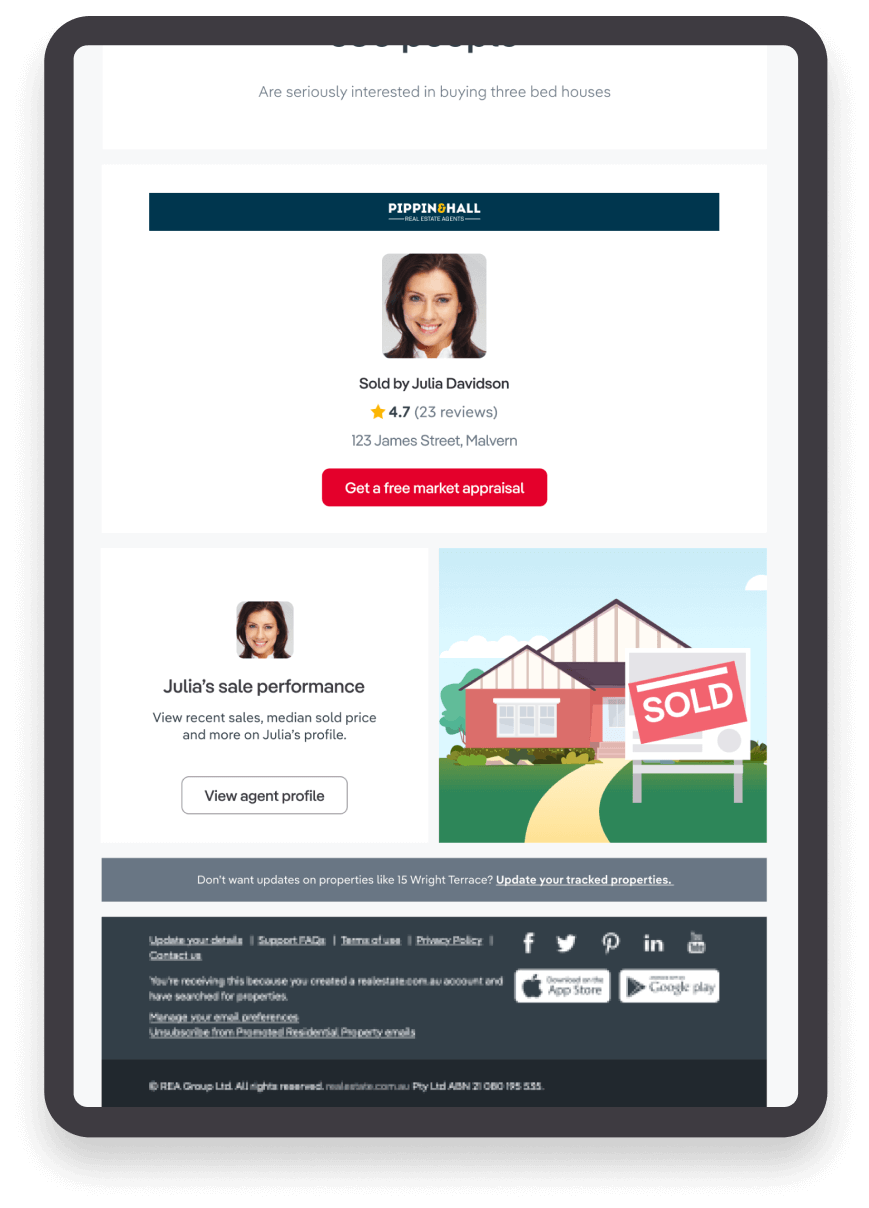 people
Are seriously interested in buying three bed houses
PIPPIN&HALL
REAL ESTATE AGENTS
Sold by Julia Davidson
4.7 (23 reviews)
123 James Street, Malvern
Get a free market appraisal
Julia's sale performance
View recent sales, median sold price
and more on Julia's profile.
View agent profile
SOLD
Don't want updates on properties like 15 Wright Terrace? Update your tracked properties.
Update your details | Support FAQs | Terms of use | Privacy Policy |
Contact us
You're receiving this because you created a realestate.com.au account and
have searched for properties.
Manage your email preferences
Unsubscribe from Promoted Residential Property emails
f
in
You
Tube
Download on the
App Store
Google play
© REA Group Ltd. All rights reserved. realestate.com.au Pty Ltd ABN 21 080 195 535.